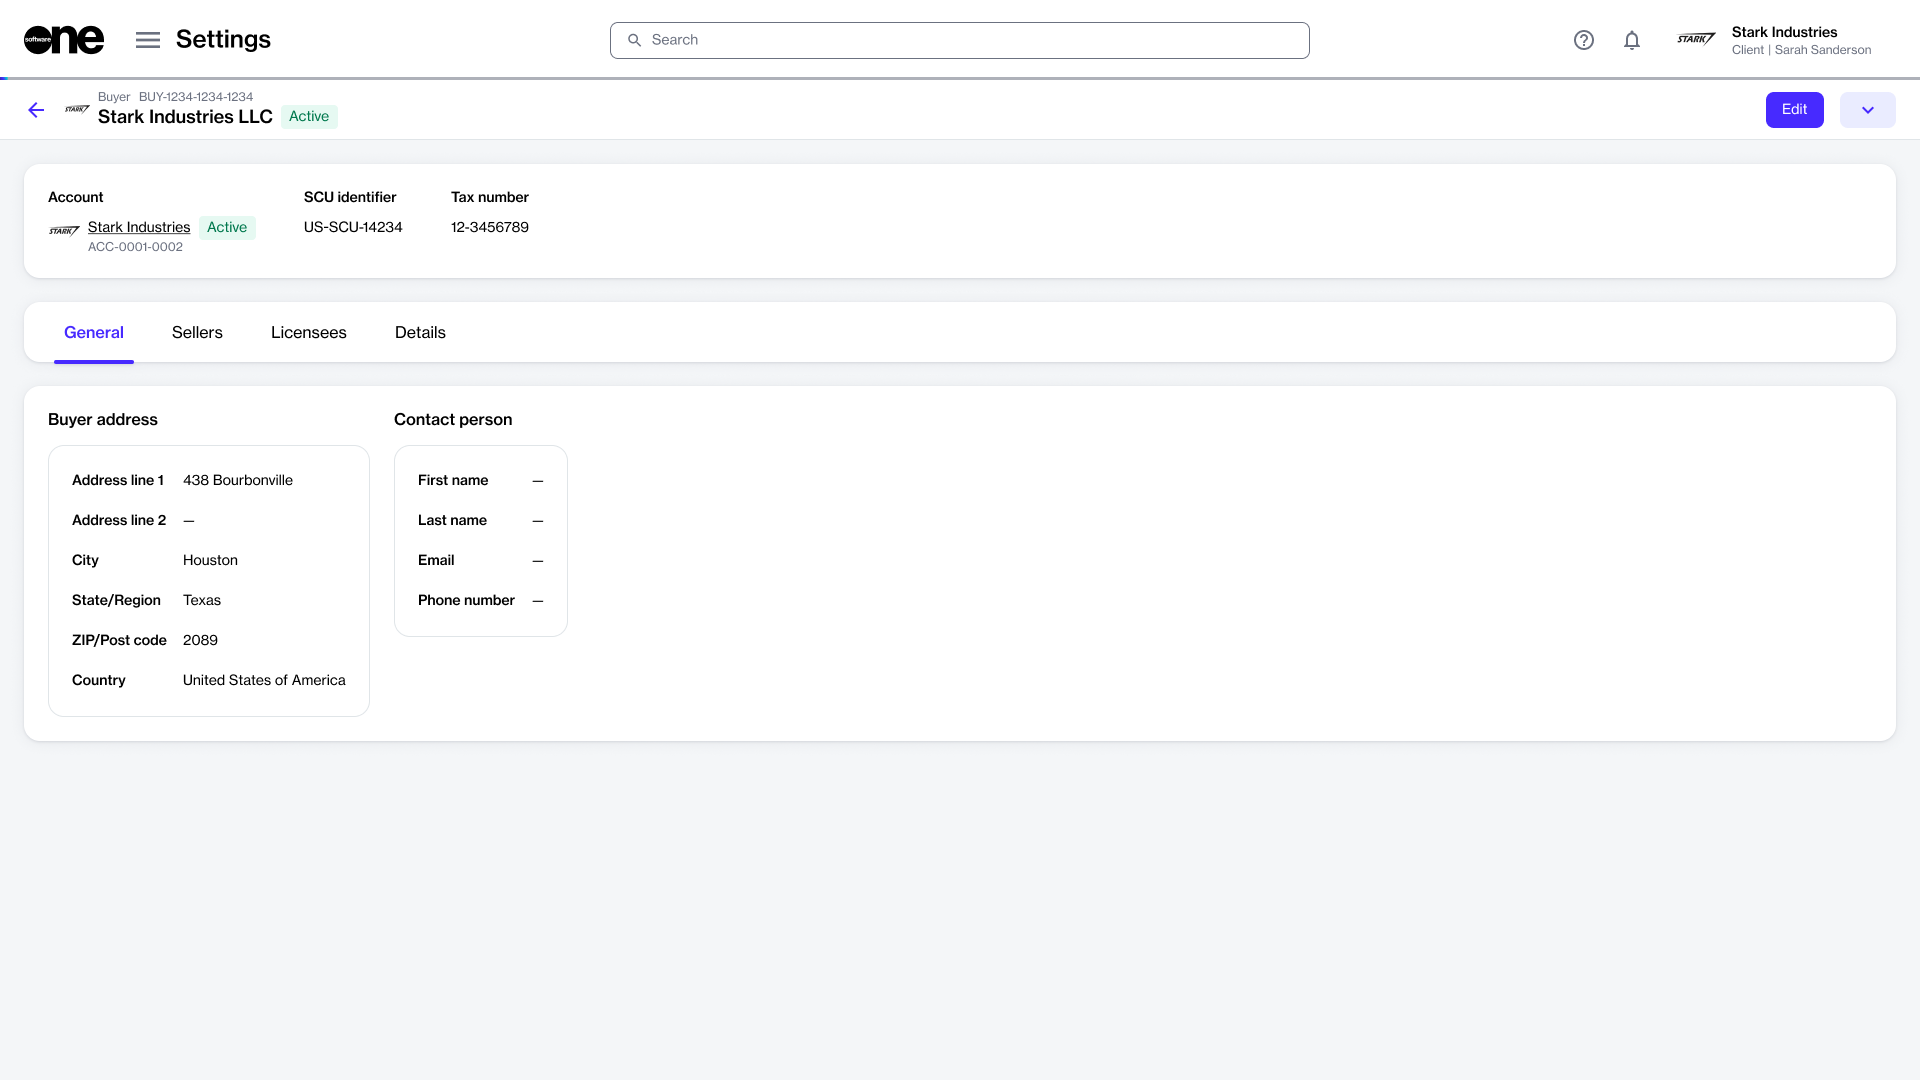 software one
Settings
Search
STARK
Stark Industries
Client | Sarah Sanderson
STARK
Buyer BUY-1234-1234-1234
Stark Industries LLC
Active
Edit
Account
SCU identifier
Tax number
STARK
Stark Industries
Active
US-SCU-14234
12-3456789
ACC-0001-0002
General
Sellers
Licensees
Details
Buyer address
Contact person
Address line 1 438 Bourbonville
Address line 2 —
City Houston
State/Region Texas
ZIP/Post code 2089
Country United States of America
First name —
Last name —
Email —
Phone number —